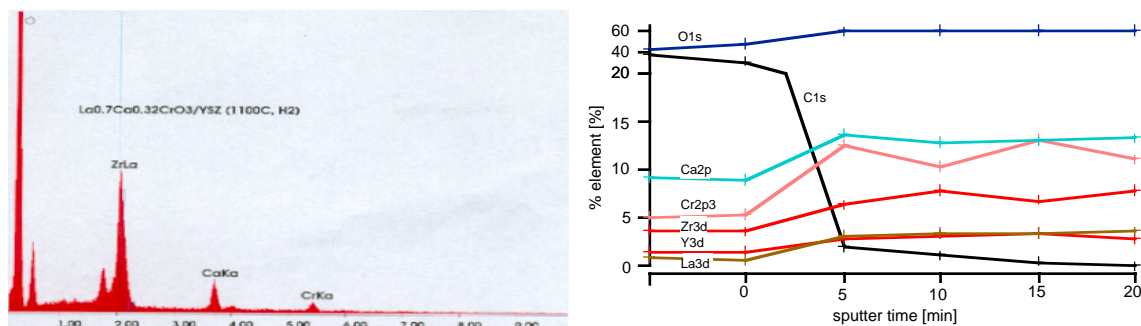 O
La0.7Ca0.32CrO3/YSZ (1100C, H2)
ZrLa
CaKa
CrKa
1.00 2.00 3.00 4.00 5.00 6.00 7.00 8.00 9.00
60
40
20
15
10
5
0
% element [%]
O1s
C1s
Ca2p
Cr2p3
Zr3d
Y3d
La3d
0 5 10 15 20
sputter time [min]